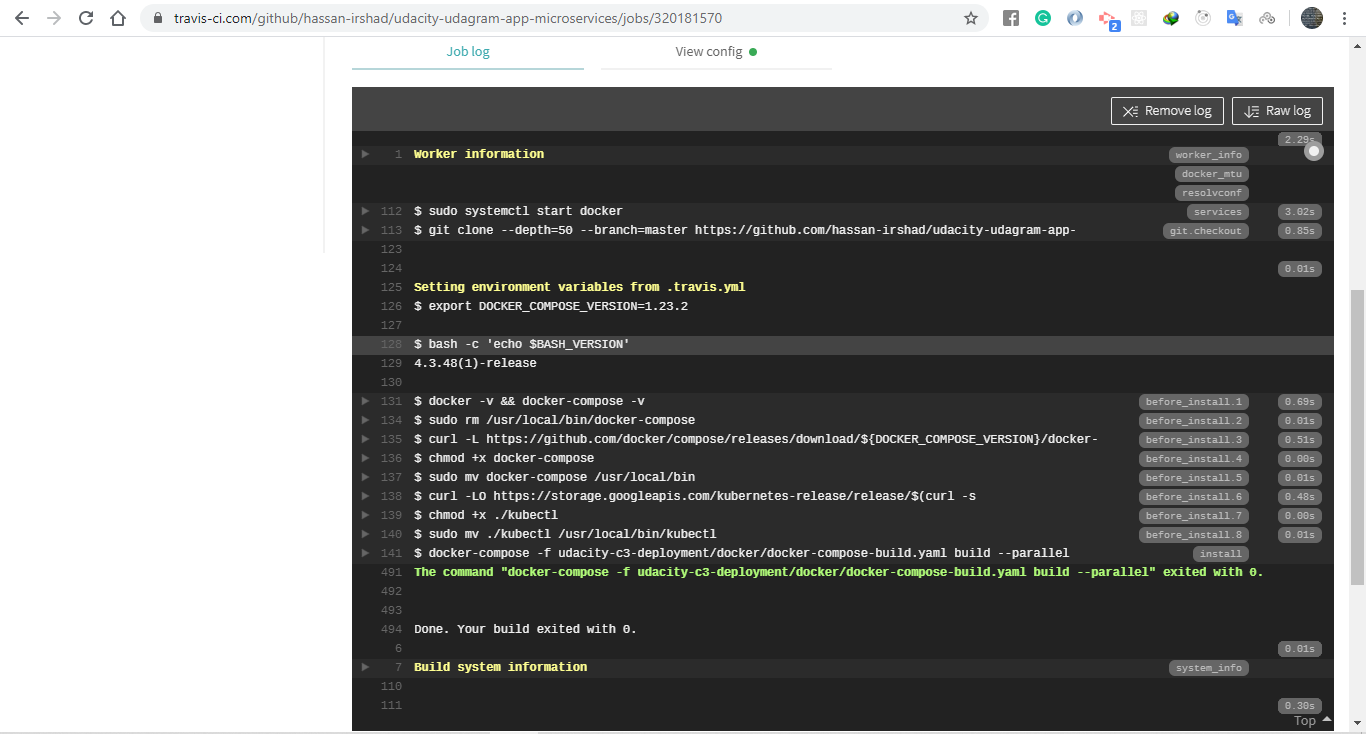 travis-ci.com/github/hassan-irshad/udacity-udagram-app-microservices/jobs/320181570
2
Job log View config
Remove log Raw log
2.29s
1 Worker information worker_info
docker_mtu
resolvconf
112 $ sudo systemctl start docker services 3.02s
113 $ git clone --depth=50 --branch=master https://github.com/hassan-irshad/udacity-udagram-app- git.checkout 0.85s
123
124 0.01s
125 Setting environment variables from .travis.yml
126 $ export DOCKER_COMPOSE_VERSION=1.23.2
127
128 $ bash -c 'echo $BASH_VERSION'
129 4.3.48(1)-release
130
131 $ docker -v && docker-compose -v before_install.1 0.69s
134 $ sudo rm /usr/local/bin/docker-compose before_install.2 0.01s
135 $ curl -L https://github.com/docker/compose/releases/download/${DOCKER_COMPOSE_VERSION}/docker- before_install.3 0.51s
136 $ chmod +x docker-compose before_install.4 0.00s
137 $ sudo mv docker-compose /usr/local/bin before_install.5 0.01s
138 $ curl -LO https://storage.googleapis.com/kubernetes-release/release/$(curl -s before_install.6 0.48s
139 $ chmod +x ./kubectl before_install.7 0.00s
140 $ sudo mv ./kubectl /usr/local/bin/kubectl before_install.8 0.01s
141 $ docker-compose -f udacity-c3-deployment/docker/docker-compose-build.yaml build --parallel install
491 The command "docker-compose -f udacity-c3-deployment/docker/docker-compose-build.yaml build --parallel" exited with 0.
492
493
494 Done. Your build exited with 0.
6 0.01s
7 Build system information system_info
110
111 0.30s
Top